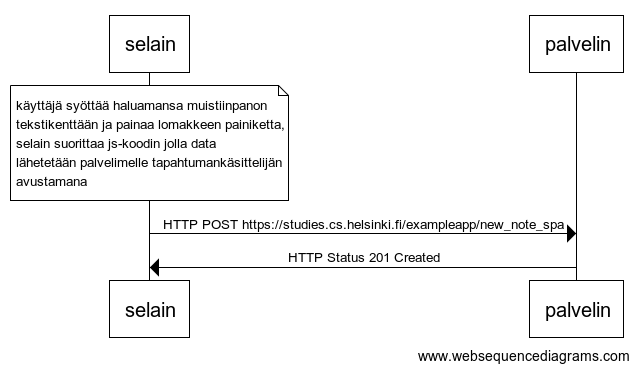 selain
palvelin
käyttäjä syöttää haluamansa muistiinpanon
tekstikenttään ja painaa lomakkeen painiketta,
selain suorittaa js-koodin jolla data
lähetetään palvelimelle tapahtumankäsittelijän
avustamana
HTTP POST https://studies.cs.helsinki.fi/exampleapp/new_note_spa
HTTP Status 201 Created
selain
palvelin
www.websequencediagrams.com